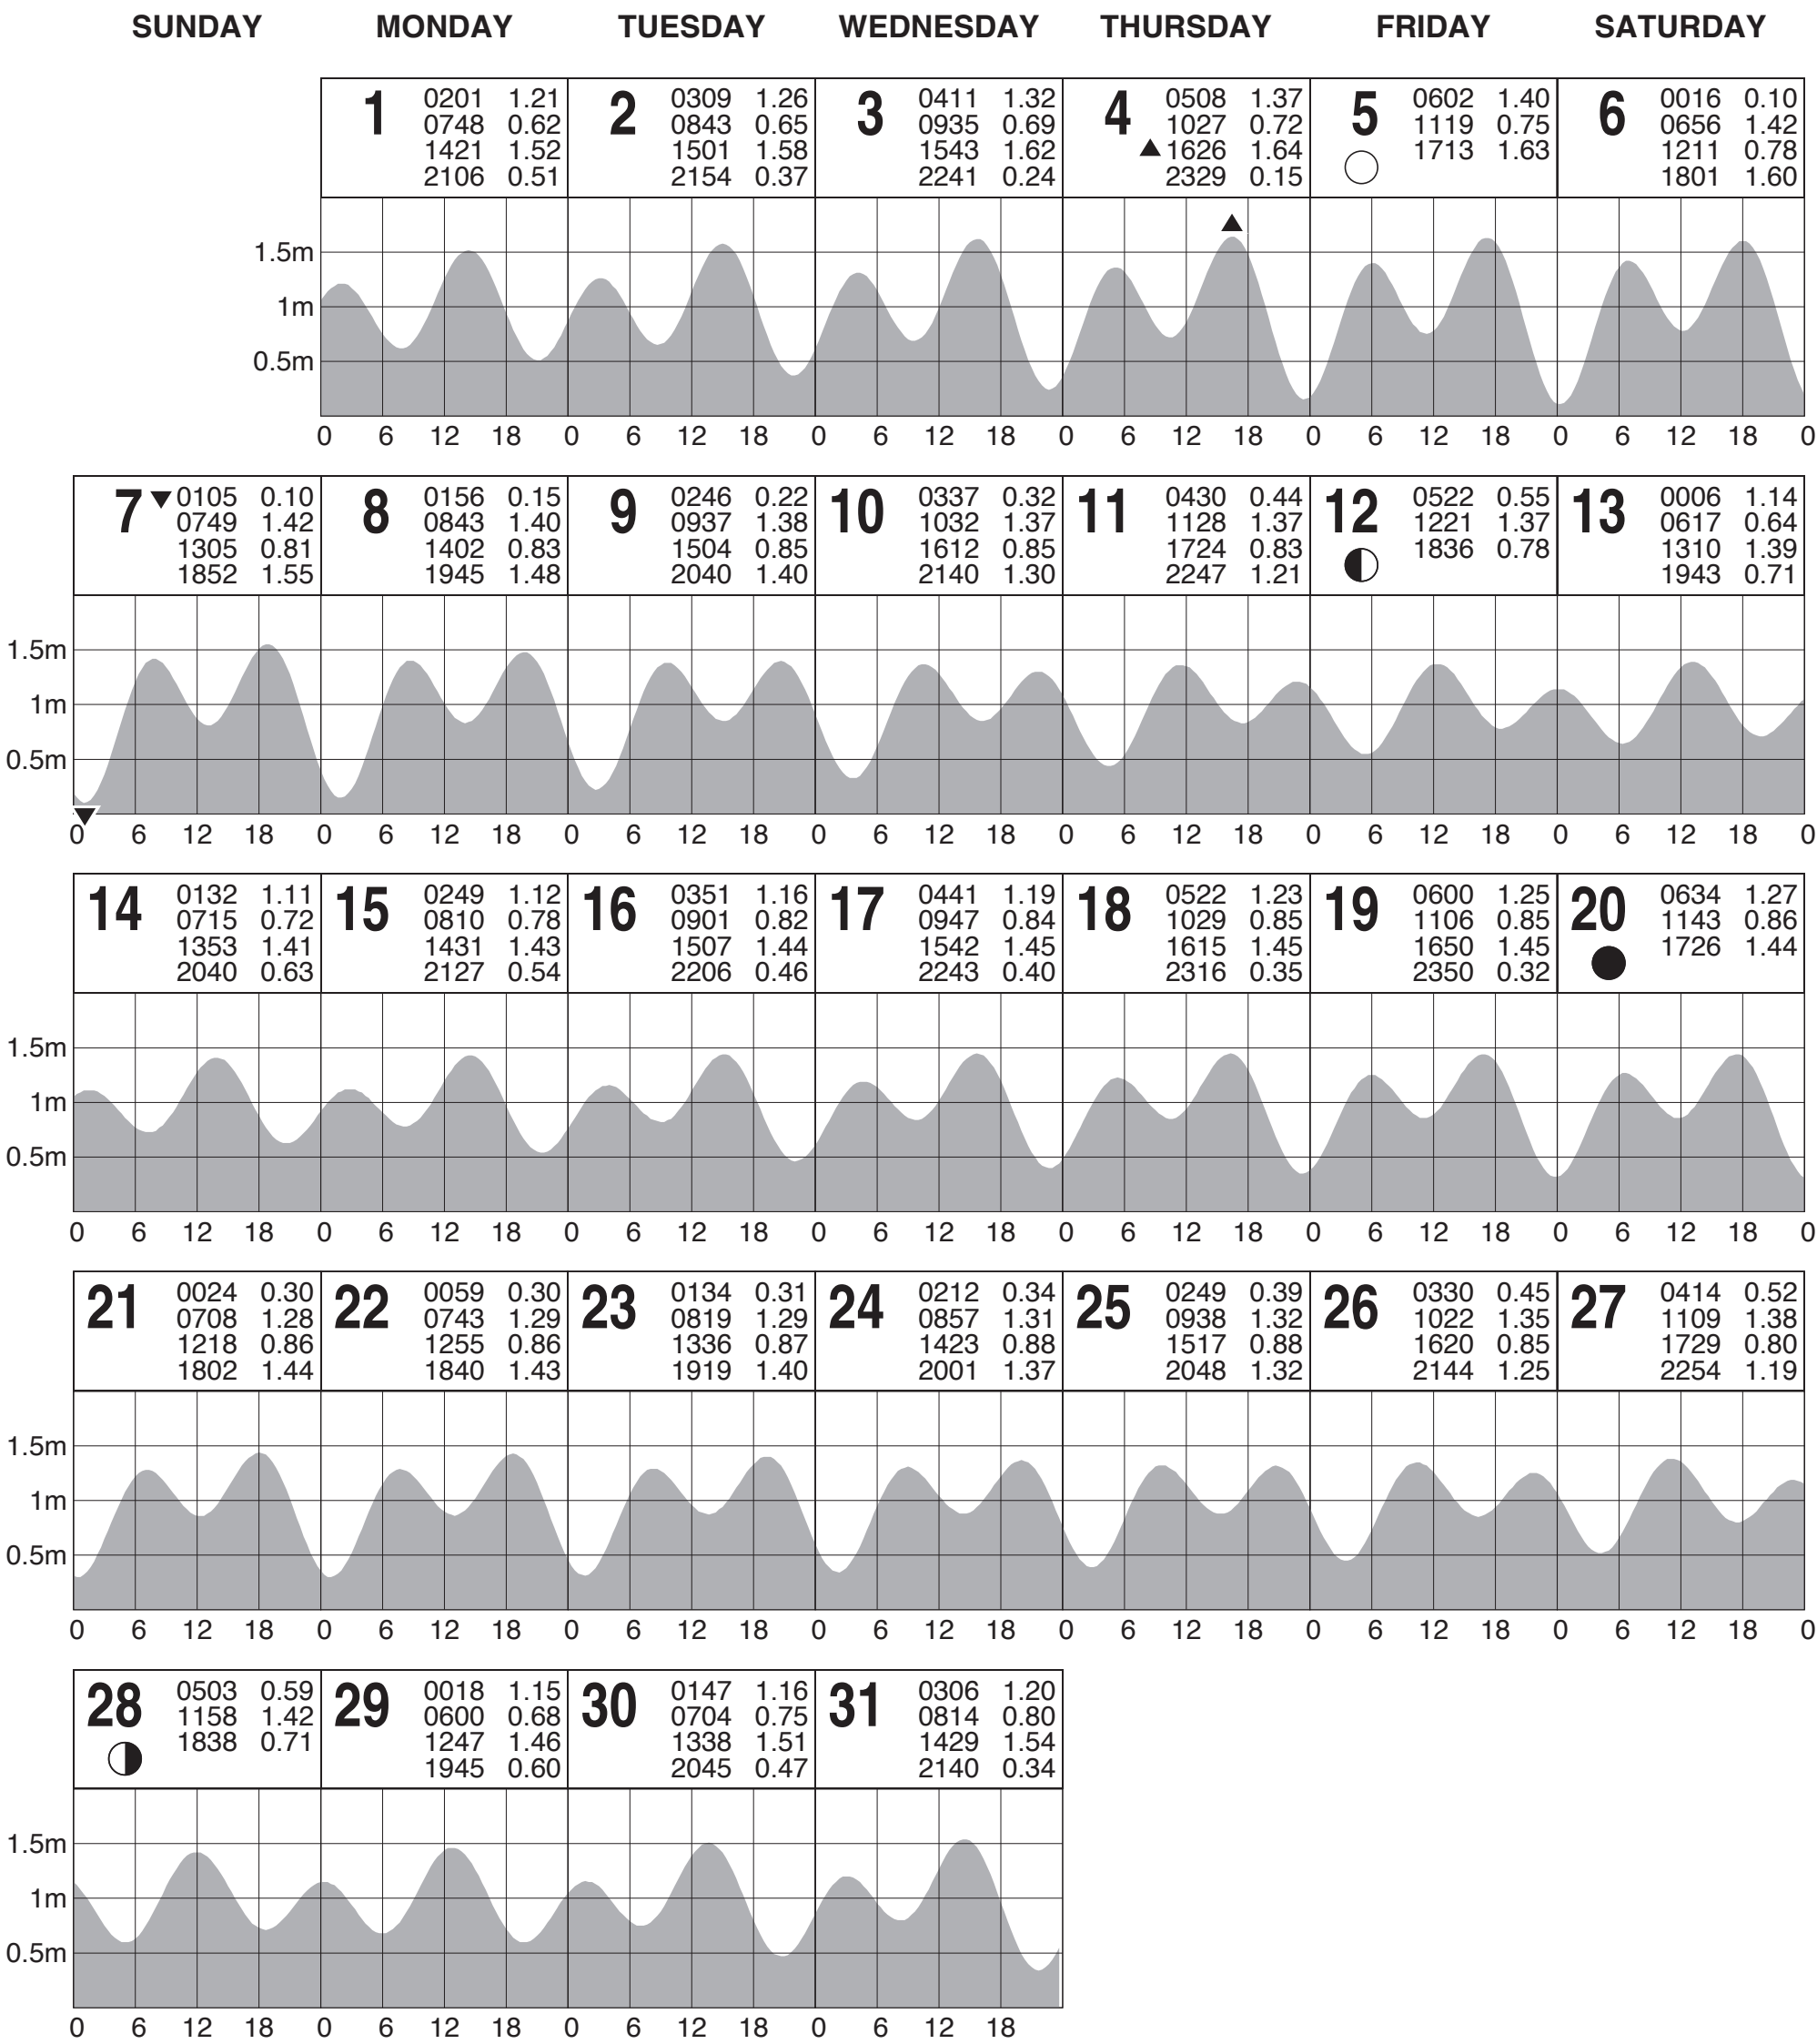 SUNDAY MONDAY TUESDAY WEDNESDAY THURSDAY FRIDAY SATURDAY
1 0201 1.21
0748 0.62
1421 1.52
2106 0.51
2 0309 1.26
0843 0.65
1501 1.58
2154 0.37
3 0411 1.32
0935 0.69
1543 1.62
2241 0.24
4 0508 1.37
1027 0.72
▲1626 1.64
2329 0.15
5 0602 1.40
1119 0.75
1713 1.63
6 0016 0.10
0656 1.42
1211 0.78
1801 1.60
1.5m
1m
0.5m
0 6 12 18 0 6 12 18 0 6 12 18 0 6 12 18 0 6 12 18 0 6 12 18 0
7 ▼0105 0.10
0749 1.42
1305 0.81
1852 1.55
8 0156 0.15
0843 1.40
1402 0.83
1945 1.48
9 0246 0.22
0937 1.38
1504 0.85
2040 1.40
10 0337 0.32
1032 1.37
1612 0.85
2140 1.30
11 0430 0.44
1128 1.37
1724 0.83
2247 1.21
12 0522 0.55
1221 1.37
1836 0.78
13 0006 1.14
0617 0.64
1310 1.39
1943 0.71
1.5m
1m
0.5m
0 6 12 18 0 6 12 18 0 6 12 18 0 6 12 18 0 6 12 18 0 6 12 18 0 6 12 18 0
14 0132 1.11
0715 0.72
1353 1.41
2040 0.63
15 0249 1.12
0810 0.78
1431 1.43
2127 0.54
16 0351 1.16
0901 0.82
1507 1.44
2206 0.46
17 0441 1.19
0947 0.84
1542 1.45
2243 0.40
18 0522 1.23
1029 0.85
1615 1.45
2316 0.35
19 0600 1.25
1106 0.85
1650 1.45
2350 0.32
20 0634 1.27
1143 0.86
1726 1.44
1.5m
1m
0.5m
0 6 12 18 0 6 12 18 0 6 12 18 0 6 12 18 0 6 12 18 0 6 12 18 0 6 12 18 0
21 0024 0.30
0708 1.28
1218 0.86
1802 1.44
22 0059 0.30
0743 1.29
1255 0.86
1840 1.43
23 0134 0.31
0819 1.29
1336 0.87
1919 1.40
24 0212 0.34
0857 1.31
1423 0.88
2001 1.37
25 0249 0.39
0938 1.32
1517 0.88
2048 1.32
26 0330 0.45
1022 1.35
1620 0.85
2144 1.25
27 0414 0.52
1109 1.38
1729 0.80
2254 1.19
1.5m
1m
0.5m
0 6 12 18 0 6 12 18 0 6 12 18 0 6 12 18 0 6 12 18 0 6 12 18 0 6 12 18 0
28 0503 0.59
1158 1.42
1838 0.71
29 0018 1.15
0600 0.68
1247 1.46
1945 0.60
30 0147 1.16
0704 0.75
1338 1.51
2045 0.47
31 0306 1.20
0814 0.80
1429 1.54
2140 0.34
1.5m
1m
0.5m
0 6 12 18 0 6 12 18 0 6 12 18 0 6 12 18